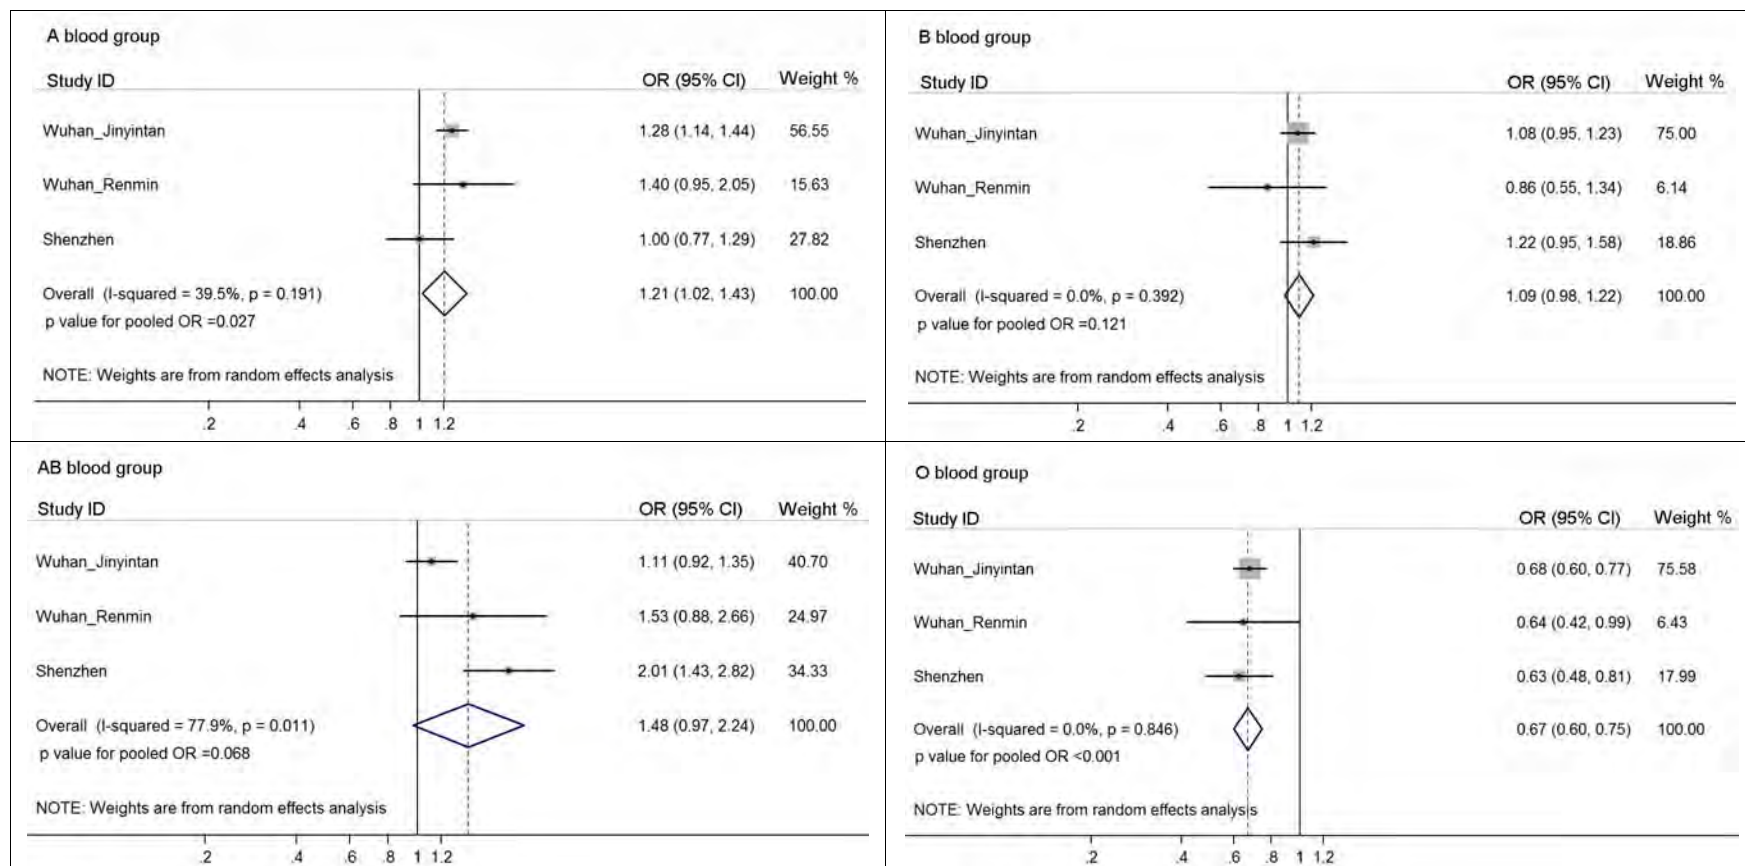 A blood group
Study ID OR (95% CI) Weight %
Wuhan_Jinyintan 1.28 (1.14, 1.44) 56.55
Wuhan_Renmin 1.40 (0.95, 2.05) 15.63
Shenzhen 1.00 (0.77, 1.29) 27.82
Overall (I-squared = 39.5%, p = 0.191) 1.21 (1.02, 1.43) 100.00
p value for pooled OR =0.027
NOTE: Weights are from random effects analysis
.2 .4 .6 .8 1 1.2
B blood group
Study ID OR (95% CI) Weight %
Wuhan_Jinyintan 1.08 (0.95, 1.23) 75.00
Wuhan_Renmin 0.86 (0.55, 1.34) 6.14
Shenzhen 1.22 (0.95, 1.58) 18.86
Overall (I-squared = 0.0%, p = 0.392) 1.09 (0.98, 1.22) 100.00
p value for pooled OR =0.121
NOTE: Weights are from random effects analysis
.2 .4 .6 .8 1 1.2
AB blood group
Study ID OR (95% CI) Weight %
Wuhan_Jinyintan 1.11 (0.92, 1.35) 40.70
Wuhan_Renmin 1.53 (0.88, 2.66) 24.97
Shenzhen 2.01 (1.43, 2.82) 34.33
Overall (I-squared = 77.9%, p = 0.011) 1.48 (0.97, 2.24) 100.00
p value for pooled OR =0.068
NOTE: Weights are from random effects analysis
.2 .4 .6 .8 1 1.2
O blood group
Study ID OR (95% CI) Weight %
Wuhan_Jinyintan 0.68 (0.60, 0.77) 75.58
Wuhan_Renmin 0.64 (0.42, 0.99) 6.43
Shenzhen 0.63 (0.48, 0.81) 17.99
Overall (I-squared = 0.0%, p = 0.846) 0.67 (0.60, 0.75) 100.00
p value for pooled OR <0.001
NOTE: Weights are from random effects analysis
.2 .4 .6 .8 1 1.2